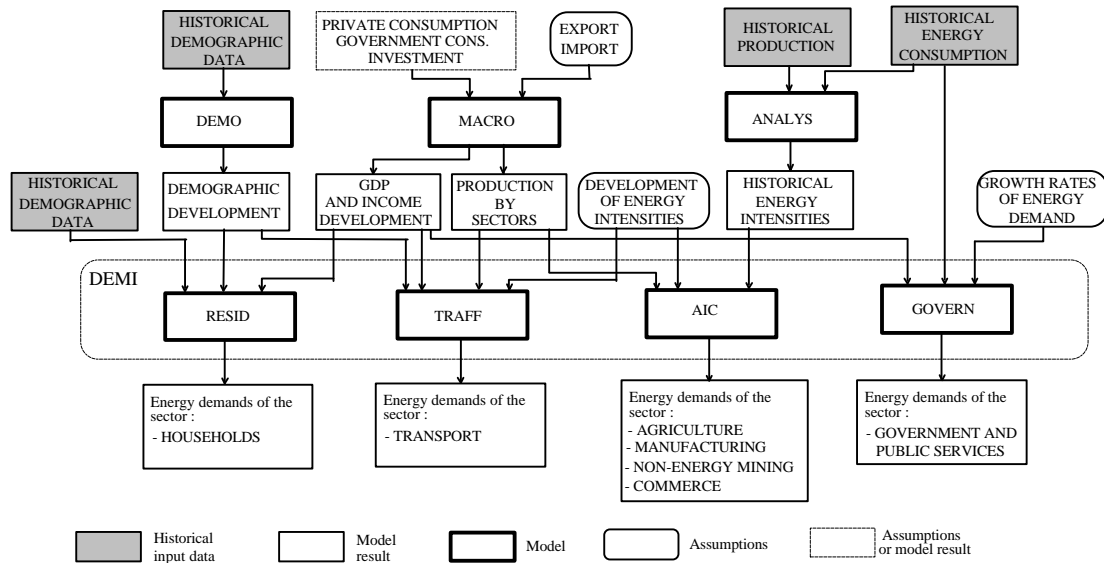 HISTORICAL
DEMOGRAPHIC
DATA
PRIVATE CONSUMPTION
GOVERNMENT CONS.
INVESTMENT
EXPORT
IMPORT
HISTORICAL
PRODUCTION
HISTORICAL
ENERGY
CONSUMPTION
DEMO
MACRO
ANALYS
HISTORICAL
DEMOGRAPHIC
DATA
DEMOGRAPHIC
DEVELOPMENT
GDP
AND INCOME
DEVELOPMENT
PRODUCTION
BY
SECTORS
DEVELOPMENT
OF ENERGY
INTENSITIES
HISTORICAL
ENERGY
INTENSITIES
GROWTH RATES
OF ENERGY
DEMAND
DEMI
RESID
TRAFF
AIC
GOVERN
Energy demands of the
sector :
- HOUSEHOLDS
Energy demands of the
sector :
- TRANSPORT
Energy demands of the
sector :
- AGRICULTURE
- MANUFACTURING
- NON-ENERGY MINING
- COMMERCE
Energy demands of the
sector :
- GOVERNMENT AND
PUBLIC SERVICES
Historical
input data
Model
result
Model
Assumptions
Assumptions
or model result